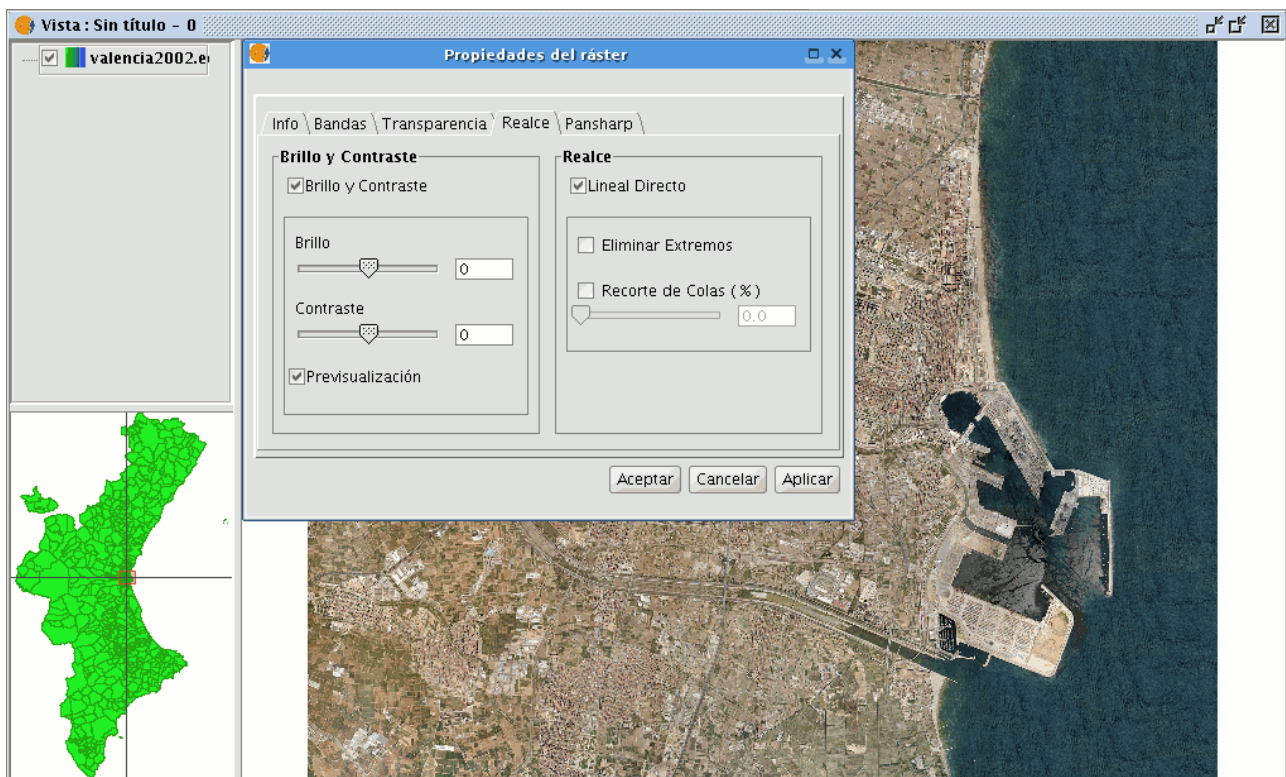 Vista : Sin título - 0
valencia2002.e
Propiedades del ráster
Info
Bandas
Transparencia
Realce
Pansharp
Brillo y Contraste
Brillo y Contraste
Brillo
0
Contraste
0
Previsualización
Realce
Lineal Directo
Eliminar Extremos
Recorte de Colas (%)
0.0
Aceptar
Cancelar
Aplicar